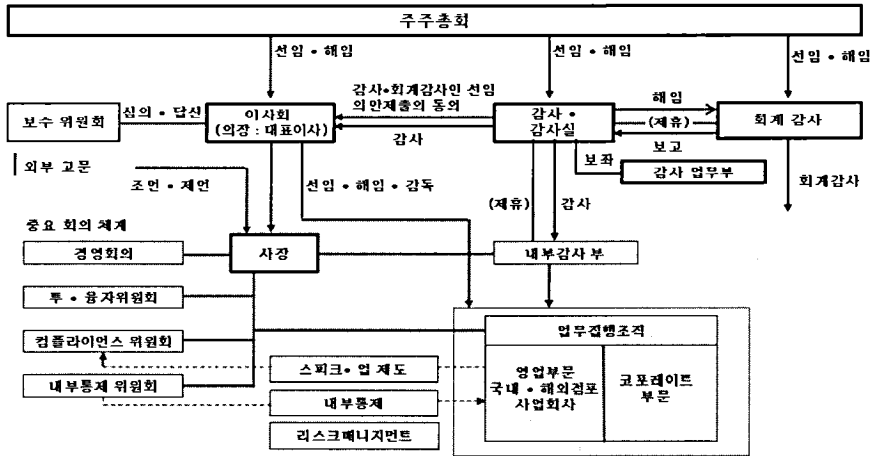 주주총회
선임 • 해임
선임 • 해임
선임 • 해임
보수 위원회
심의 • 답신
이사회
(의장 : 대표이사)
감사•회계감사인 선임
의안제출의 동의
감사
감사 •
감사실
해임
(제휴)
보고
회계 감사
보좌
감사 업무부
회계감사
외부 고문
조언 • 제언
선임 • 해임 • 감독
(제휴)
감사
중요 회의 체계
경영회의
사장
내부감사 부
투 • 융자위원회
컴플라이언스 위원회
내부통제 위원회
스피크• 업 제도
내부통제
리스크매니지먼트
업무집행조직
영업부문
국내 • 해외점포
사업회사
코포레이트
부문